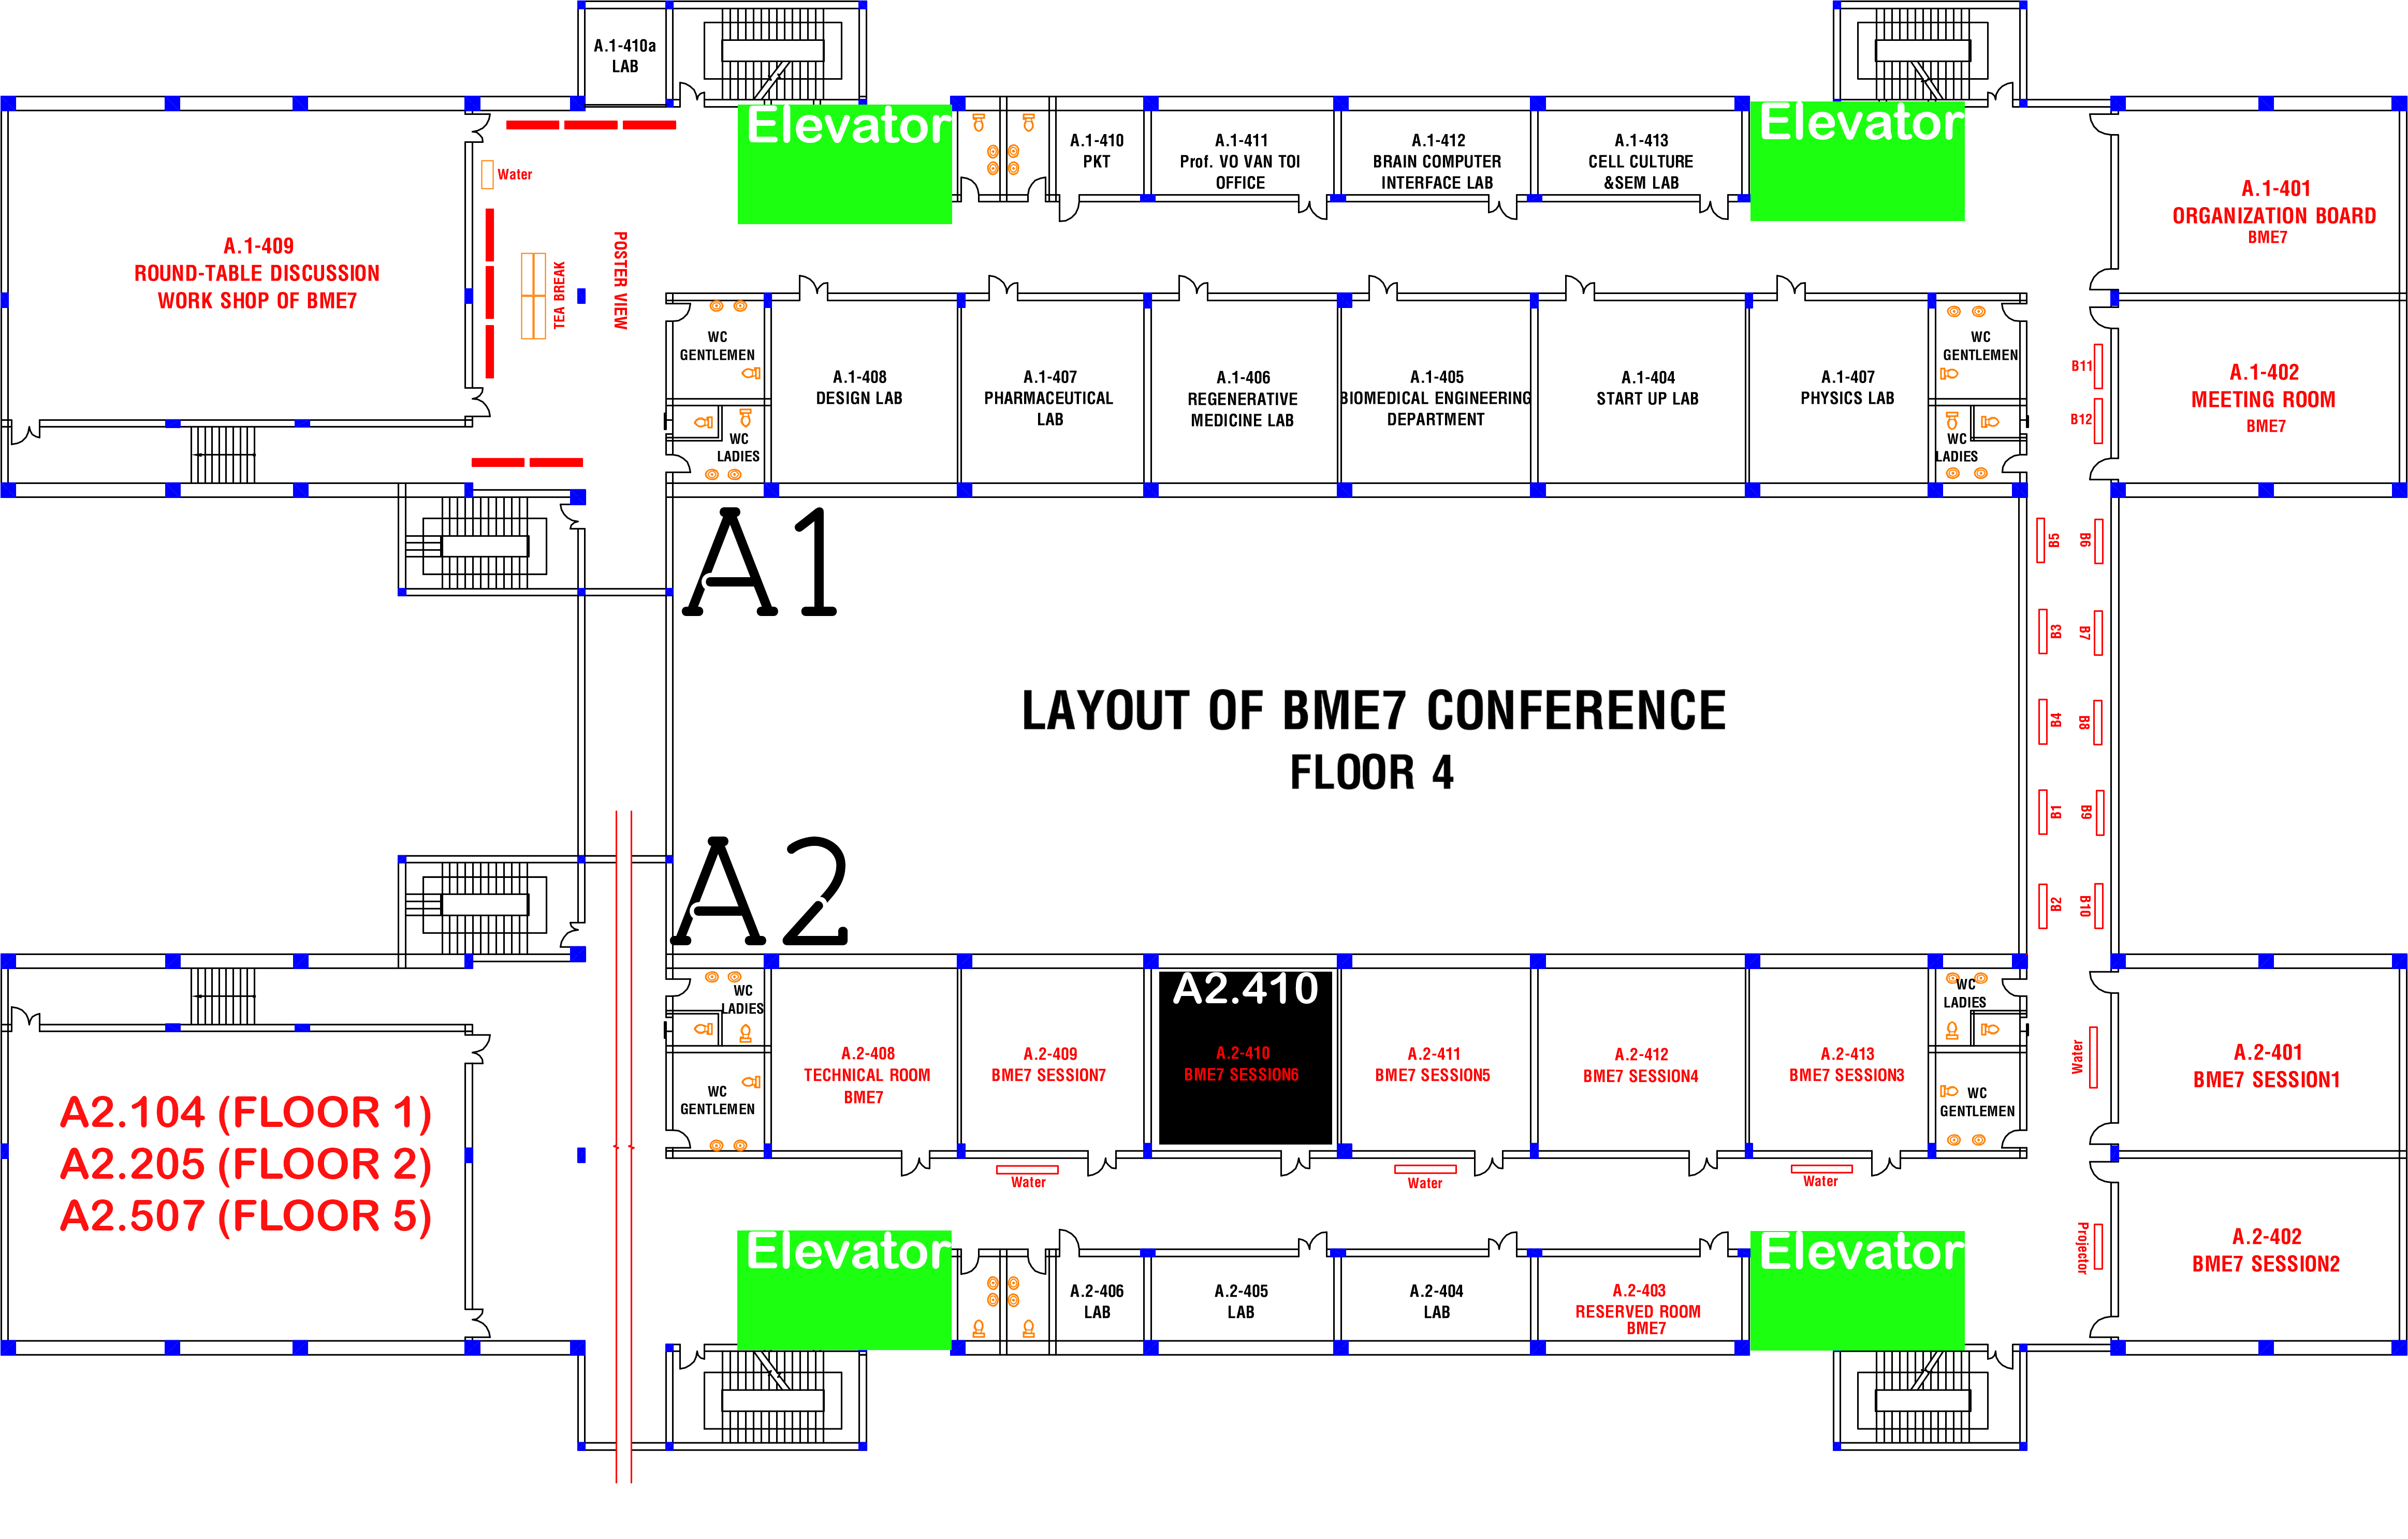 A.1-410a
LAB
Elevator
A.1-410
PKT
A.1-411
Prof. VO VAN TOI
OFFICE
A.1-412
BRAIN COMPUTER
INTERFACE LAB
A.1-413
CELL CULTURE
&SEM LAB
Elevator
A.1-401
ORGANIZATION BOARD
BME7
Water
A.1-409
ROUND-TABLE DISCUSSION
WORK SHOP OF BME7
TEA BREAK
POSTER VIEW
WC
GENTLEMEN
WC
LADIES
A.1-408
DESIGN LAB
A.1-407
PHARMACEUTICAL
LAB
A.1-406
REGENERATIVE
MEDICINE LAB
A.1-405
BIOMEDICAL ENGINEERING
DEPARTMENT
A.1-404
START UP LAB
A.1-407
PHYSICS LAB
WC
GENTLEMEN
WC
LADIES
B11
B12
A.1-402
MEETING ROOM
BME7
A1
B5
B6
B3
B7
LAYOUT OF BME7 CONFERENCE
FLOOR 4
B4
B8
B1
B9
A2
B2
B10
WC
LADIES
WC
GENTLEMEN
A.2-408
TECHNICAL ROOM
BME7
A.2-409
BME7 SESSION7
A2.410
A.2-410
BME7 SESSION6
A.2-411
BME7 SESSION5
A.2-412
BME7 SESSION4
A.2-413
BME7 SESSION3
WC
LADIES
WC
GENTLEMEN
Water
A.2-401
BME7 SESSION1
A2.104 (FLOOR 1)
A2.205 (FLOOR 2)
A2.507 (FLOOR 5)
Water
Water
Water
Elevator
A.2-406
LAB
A.2-405
LAB
A.2-404
LAB
A.2-403
RESERVED ROOM
BME7
Elevator
Projector
A.2-402
BME7 SESSION2